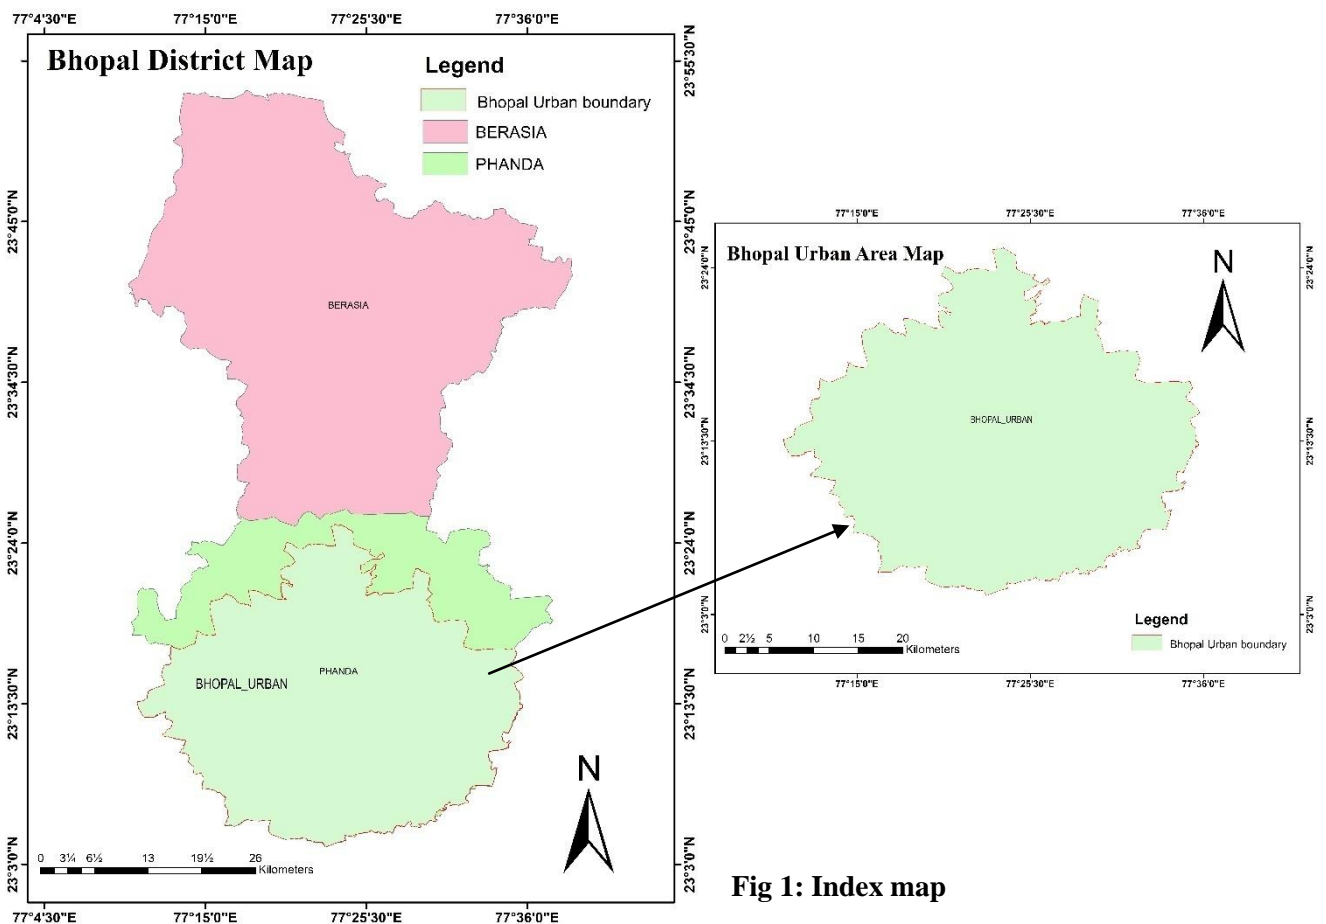 77°4'30"E 77°15'0"E 77°25'30"E 77°36'0"E
Bhopal District Map
Legend
Bhopal Urban boundary
BERASIA
PHANDA
23°55'30"N
23°45'0"N
23°34'30"N
23°24'0"N
23°13'30"N
23°3'0"N
BERASIA
PHANDA
BHOPAL_URBAN
N
0 3¼ 6½ 13 19½ 26
Kilometers
23°55'30"N
23°45'0"N
23°34'30"N
23°24'0"N
23°13'30"N
23°3'0"N
77°4'30"E 77°15'0"E 77°25'30"E 77°36'0"E
77°15'0"E 77°25'30"E 77°36'0"E
Bhopal Urban Area Map
N
23°24'0"N
23°13'30"N
23°3'0"N
BHOPAL_URBAN
23°24'0"N
23°13'30"N
23°3'0"N
Legend
Bhopal Urban boundary
0 2½ 5 10 15 20
Kilometers
77°15'0"E 77°25'30"E 77°36'0"E
Fig 1: Index map